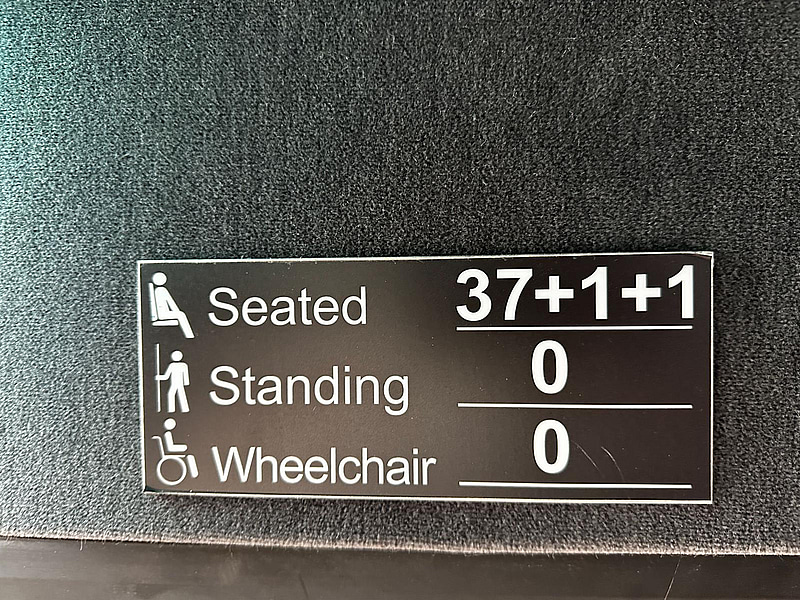 Seated 37+1+1
Standing 0
Wheelchair 0